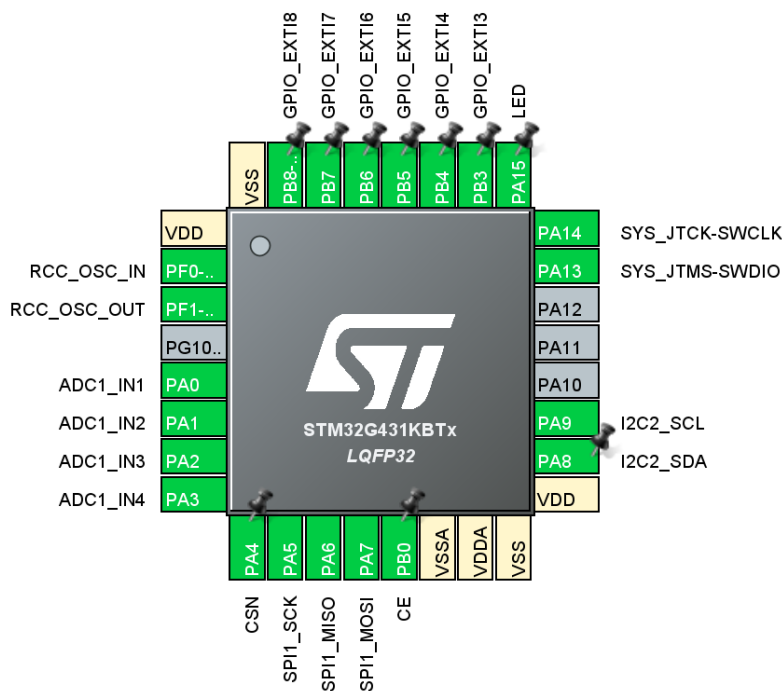 GPIO_EXTI8
GPIO_EXTI7
GPIO_EXTI6
GPIO_EXTI5
GPIO_EXTI4
GPIO_EXTI3
LED
VSS
PB8-..
PB7
PB6
PB5
PB4
PB3
PA15
VDD
PA14
SYS_JTCK-SWCLK
RCC_OSC_IN
PF0-..
PA13
SYS_JTMS-SWDIO
RCC_OSC_OUT
PF1-..
PA12
PG10..
PA11
ADC1_IN1
PA0
PA10
ADC1_IN2
PA1
STM32G431KBTx
PA9
I2C2_SCL
ADC1_IN3
PA2
LQFP32
PA8
I2C2_SDA
ADC1_IN4
PA3
VDD
PA4
PA5
PA6
PA7
PB0
VSSA
VDDA
VSS
CSN
SPI1_SCK
SPI1_MISO
SPI1_MOSI
CE